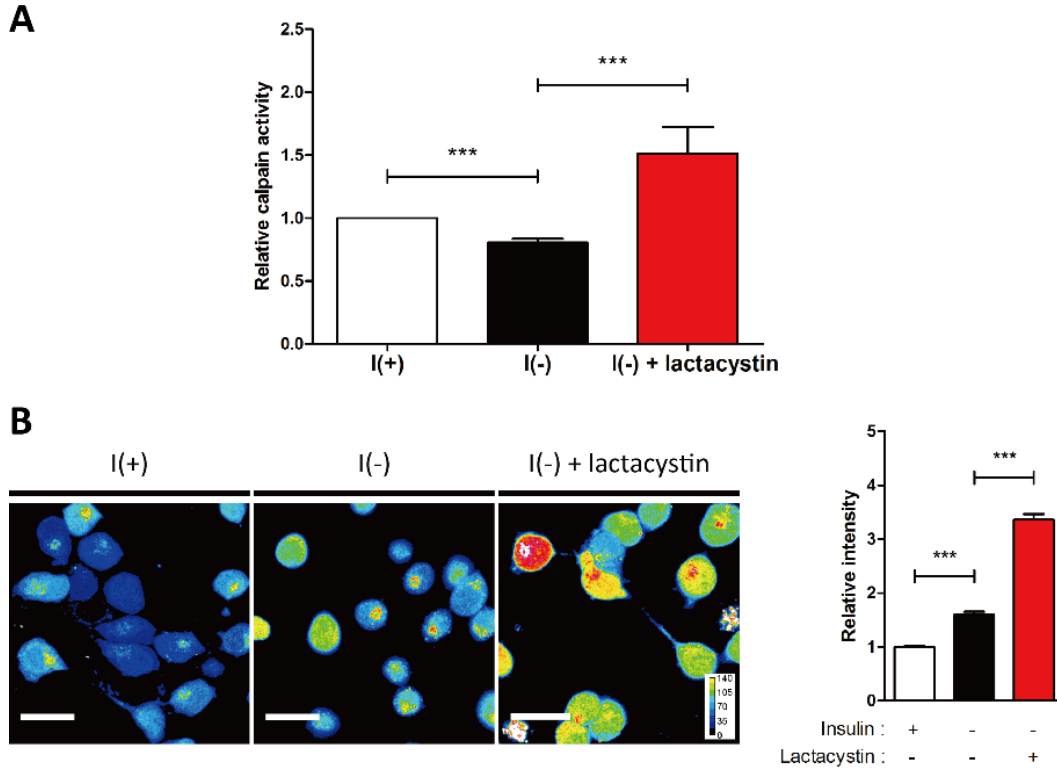 A
Relative calpain activity
2.5
2.0
1.5
1.0
0.5
0.0
***
***
I(+)
I(-)
I(-) + lactacystin
B
I(+)
I(-)
I(-) + lactacystin
140
105
70
35
0
Relative intensity
5
4
3
2
1
0
***
***
Insulin : + - -
Lactacystin : - - +